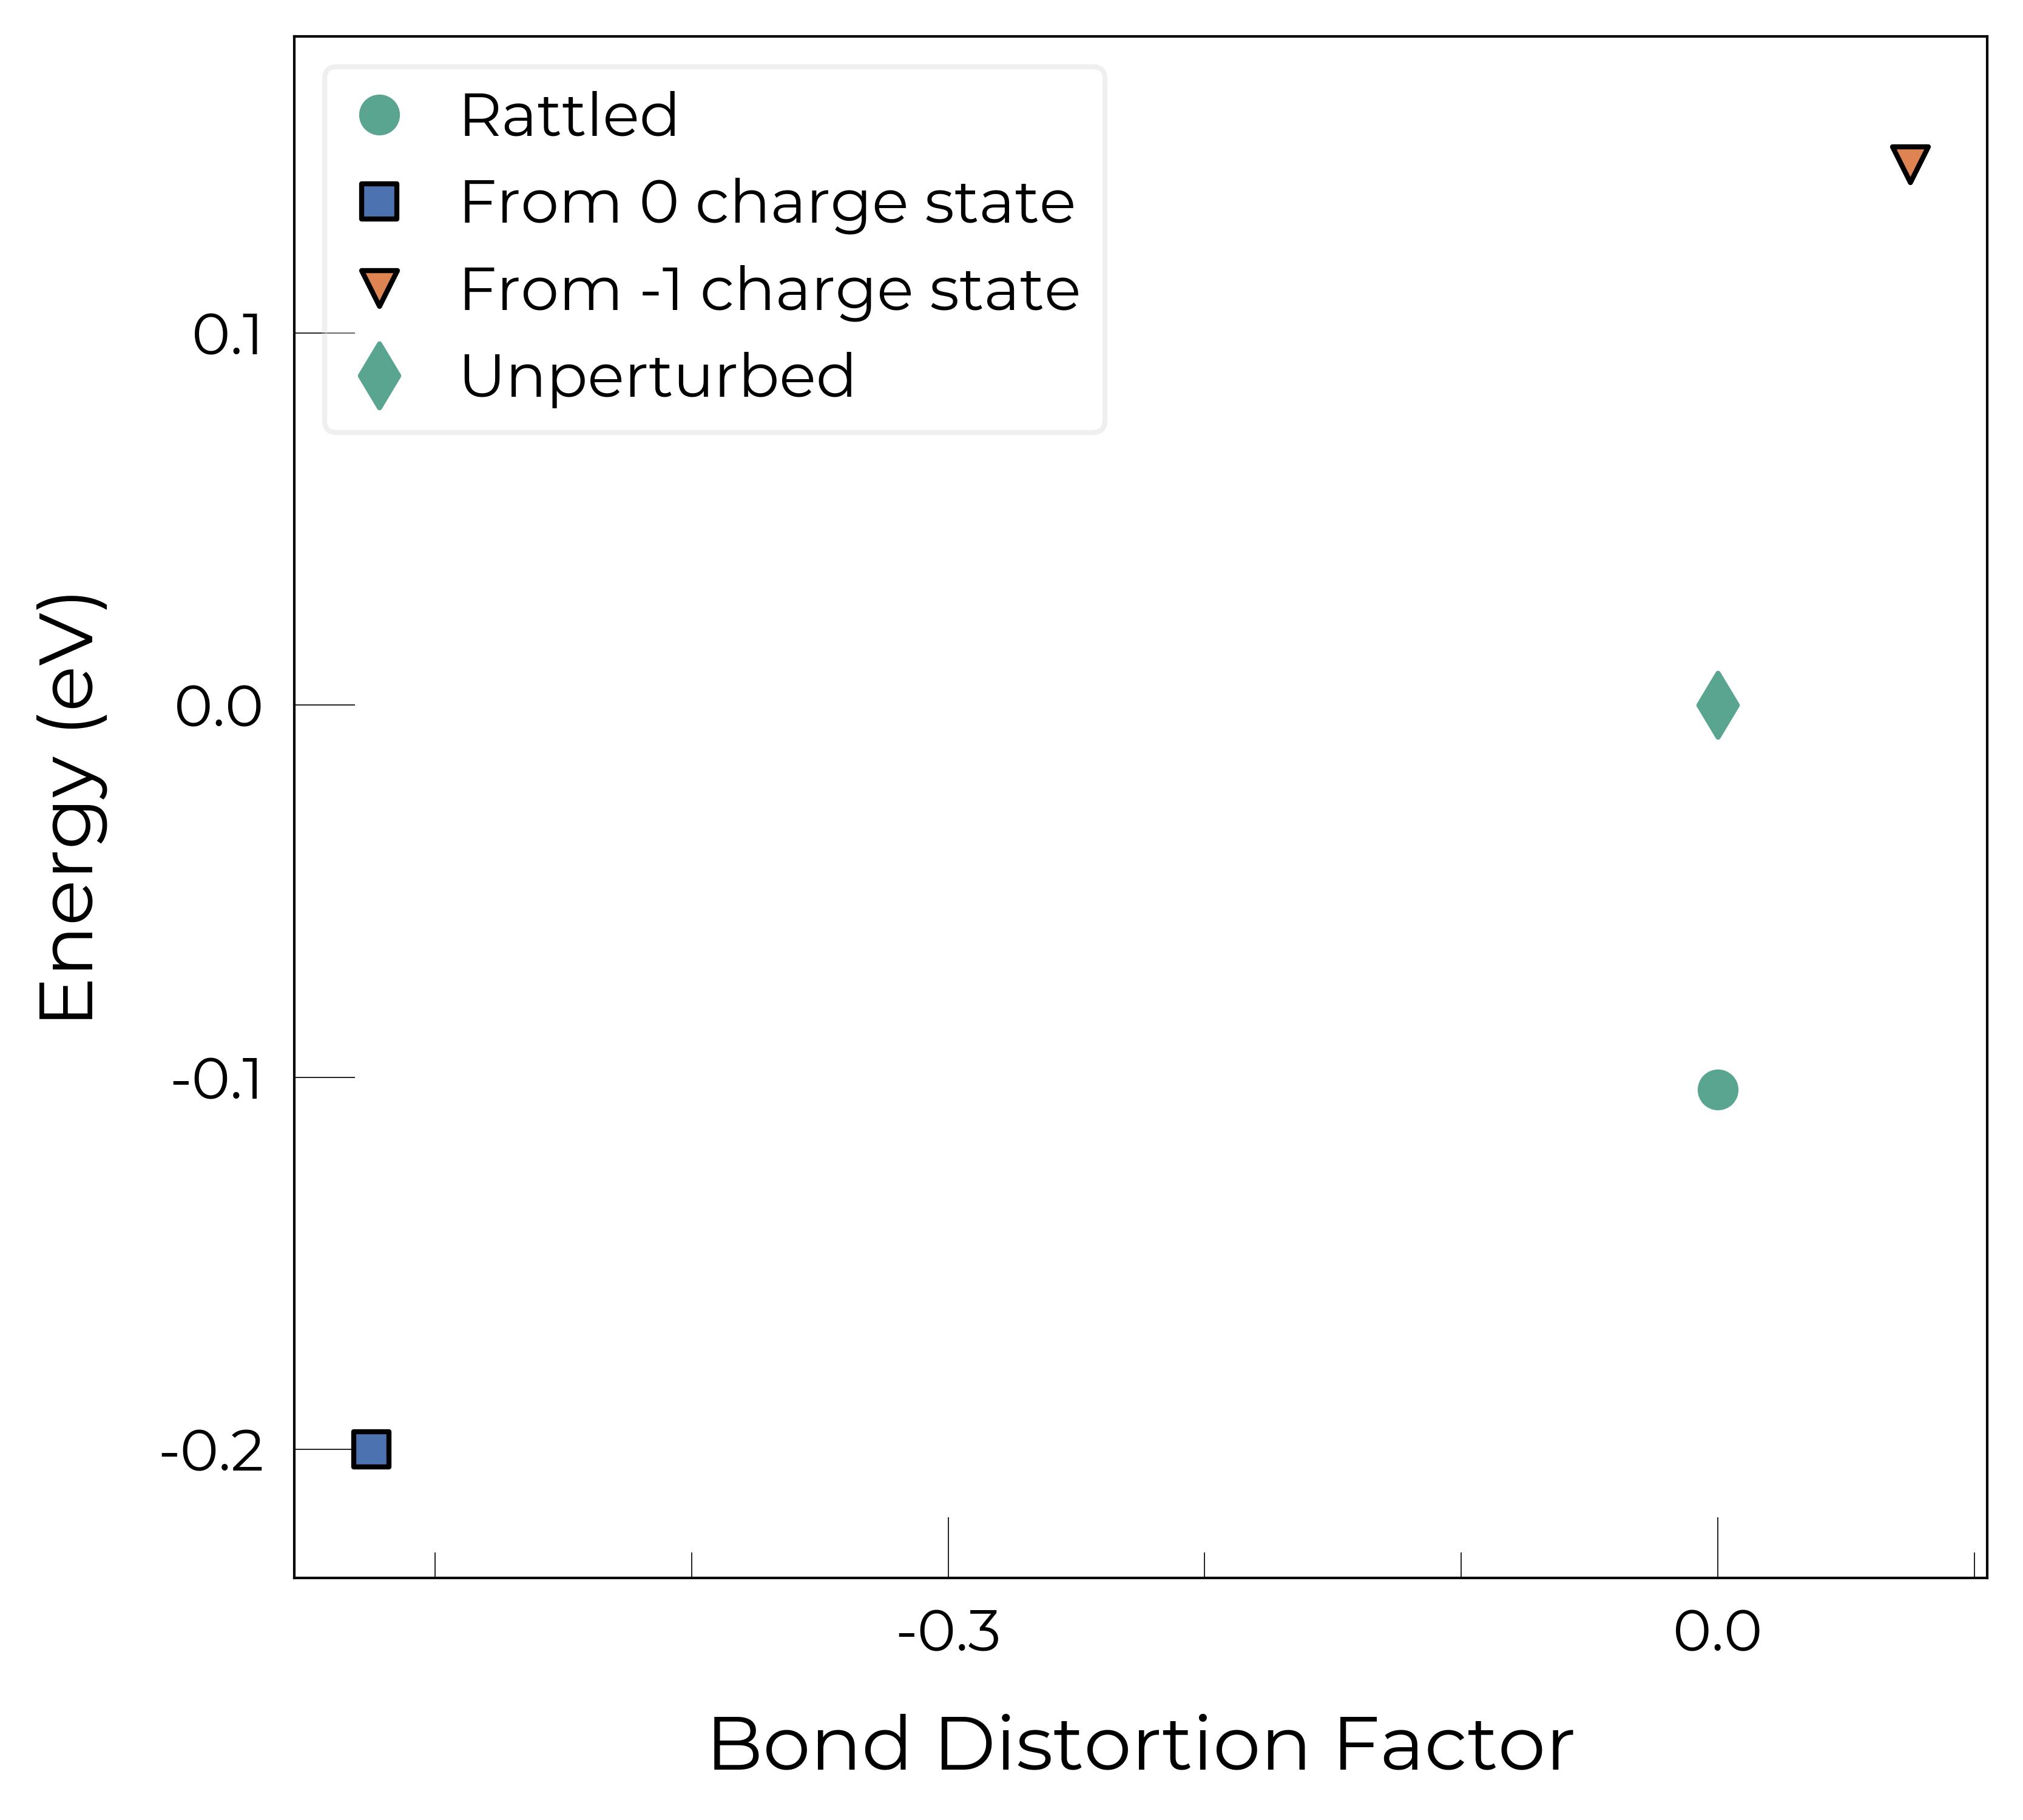 Rattled
From 0 charge state
From -1 charge state
Unperturbed
Energy (eV)
0.1
0.0
-0.1
-0.2
-0.3
0.0
Bond Distortion Factor